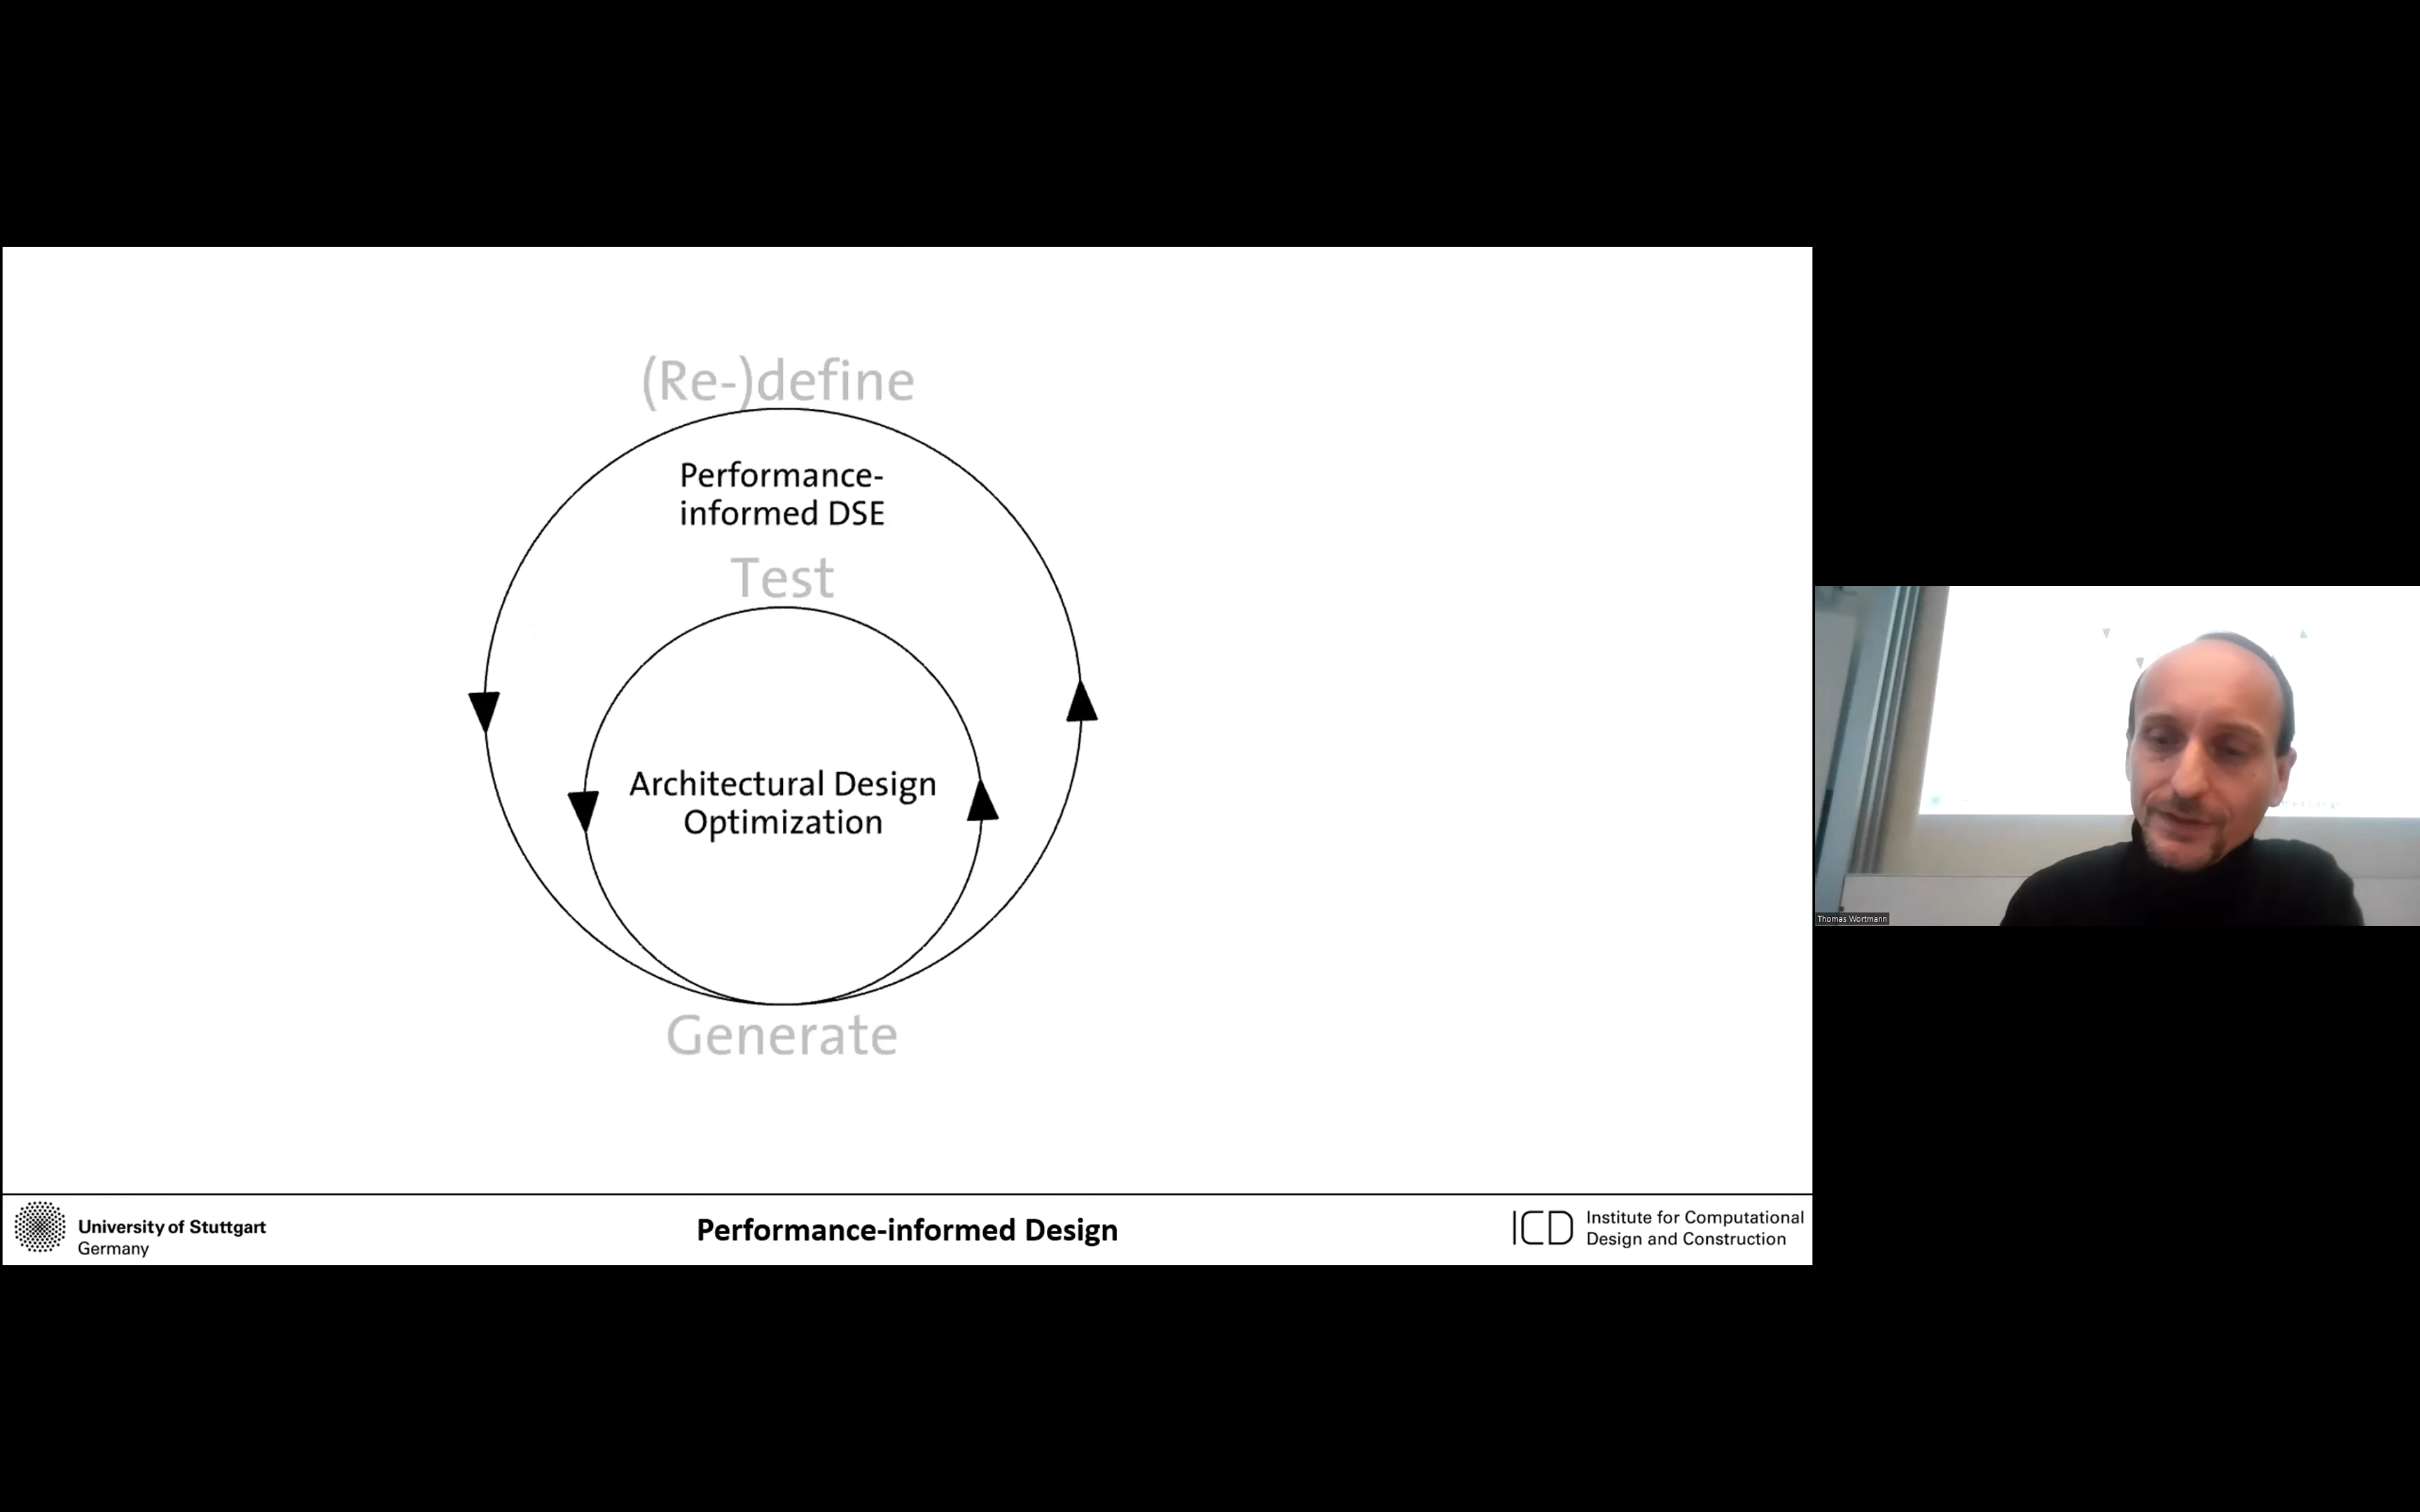 (Re-)define
Performance-
informed DSE
Test
Architectural Design
Optimization
Generate
University of Stuttgart
Germany
Performance-informed Design
ICD
Institute for Computational
Design and Construction
Thomas Wortmann